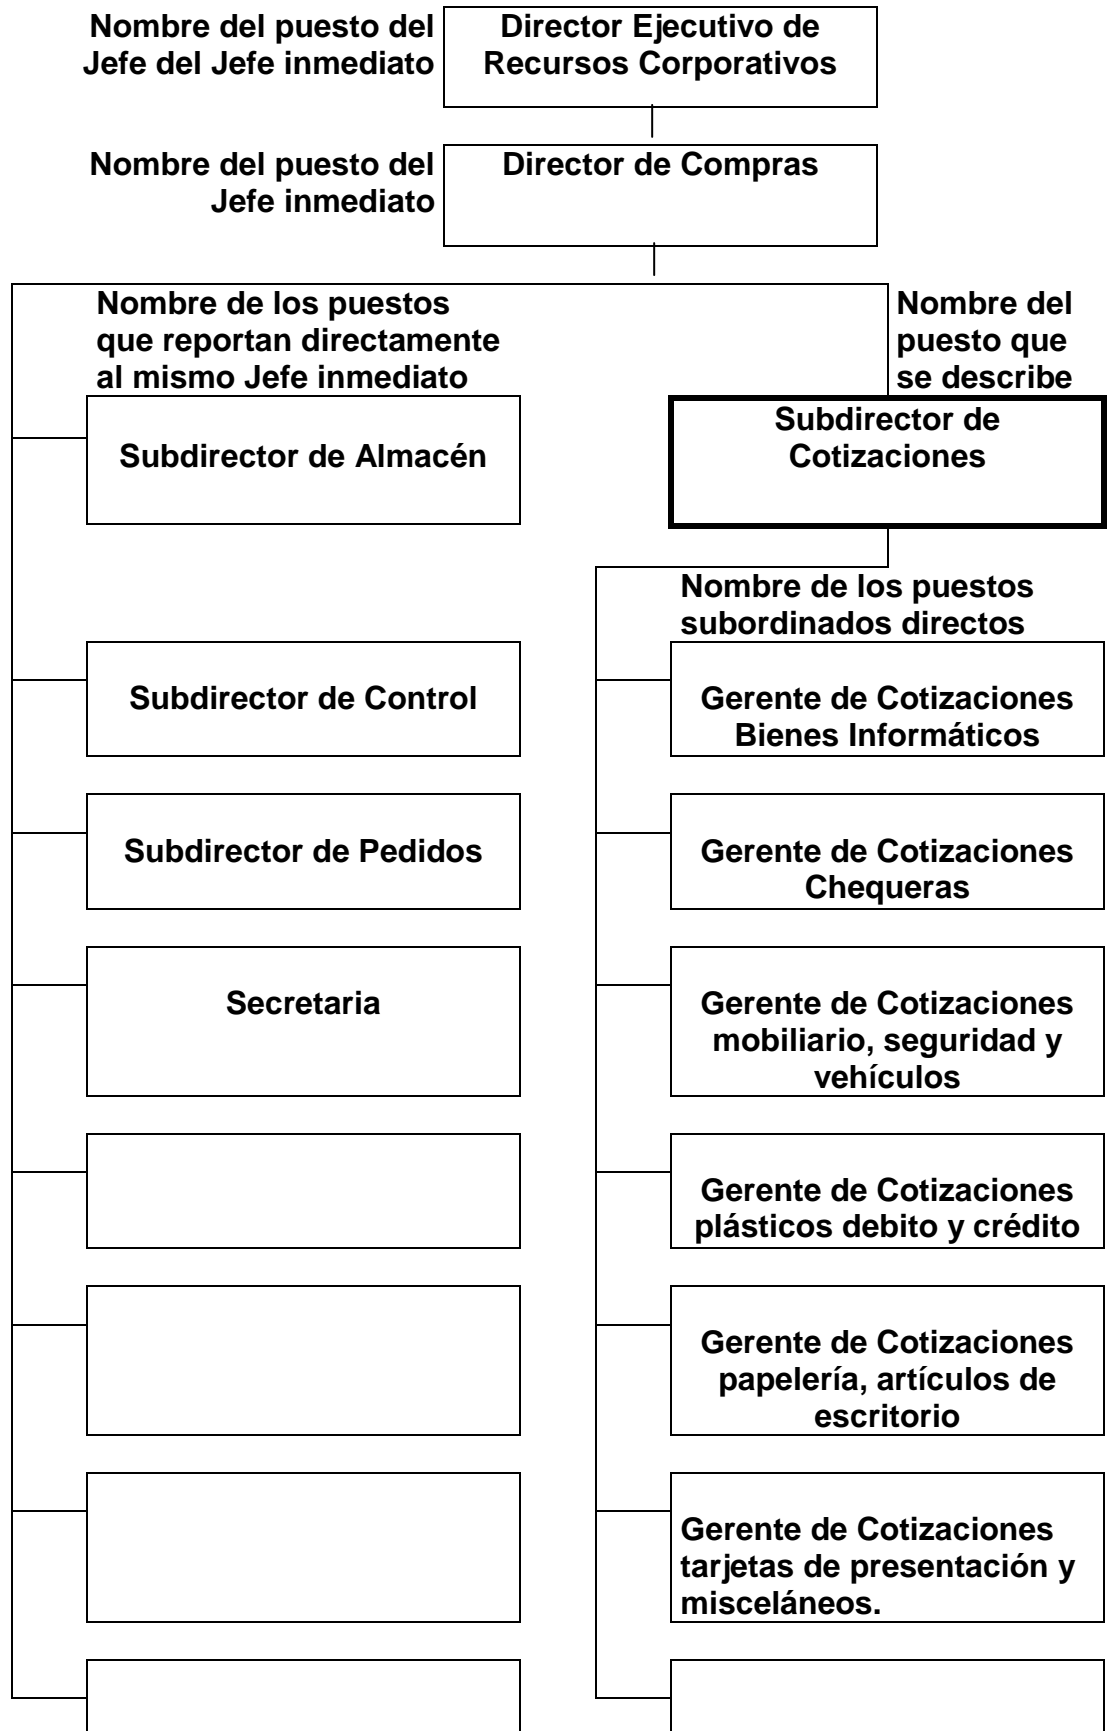 Nombre del puesto del
Jefe del Jefe inmediato
Director Ejecutivo de
Recursos Corporativos
Nombre del puesto del
Jefe inmediato
Director de Compras
Nombre de los puestos
que reportan directamente
al mismo Jefe inmediato
Nombre del
puesto que
se describe
Subdirector de Almacén
Subdirector de
Cotizaciones
Nombre de los puestos
subordinados directos
Subdirector de Control
Gerente de Cotizaciones
Bienes Informáticos
Subdirector de Pedidos
Gerente de Cotizaciones
Chequeras
Secretaria
Gerente de Cotizaciones
mobiliario, seguridad y
vehículos
Gerente de Cotizaciones
plásticos debito y crédito
Gerente de Cotizaciones
papelería, artículos de
escritorio
Gerente de Cotizaciones
tarjetas de presentación y
misceláneos.